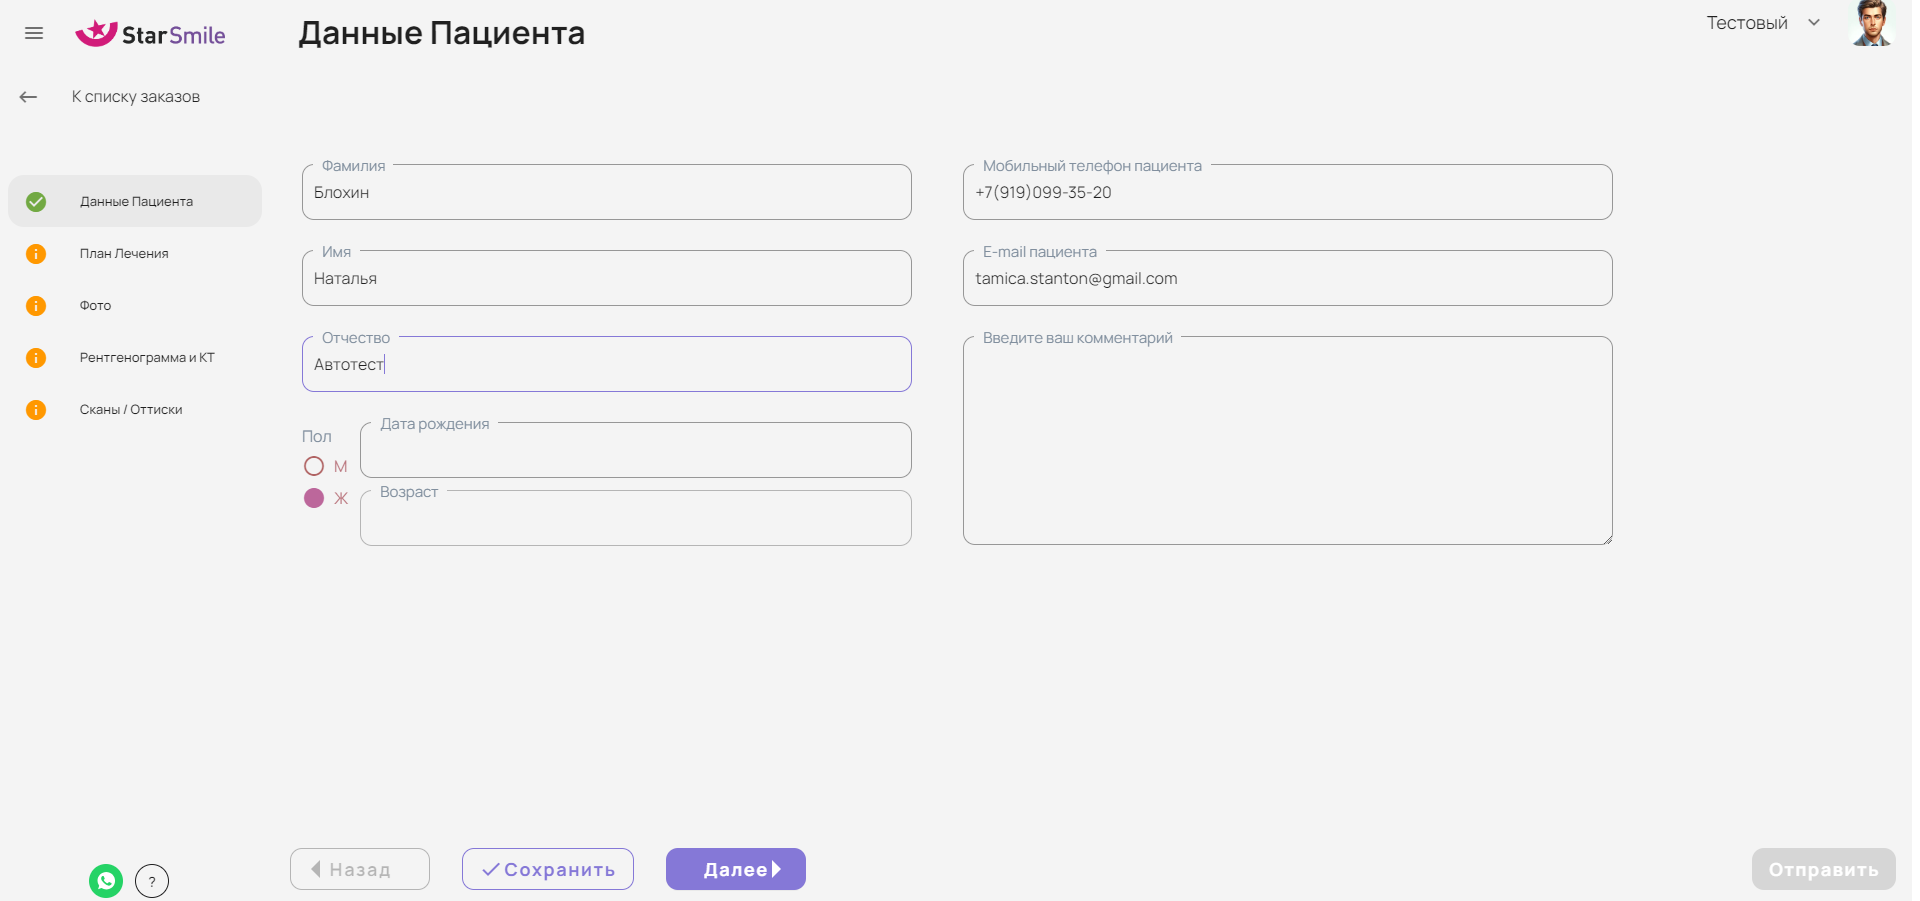 StarSmile
Данные Пациента
Тестовый
К списку заказов
Данные Пациента
План Лечения
Фото
Рентгенограмма и КТ
Сканы / Оттиски
Фамилия
Блохин
Имя
Наталья
Отчество
Автотест
Пол
М
Ж
Дата рождения
Возраст
Мобильный телефон пациента
+7(919)099-35-20
E-mail пациента
tamica.stanton@gmail.com
Введите ваш комментарий
?
Назад
Сохранить
Далее
Отправить